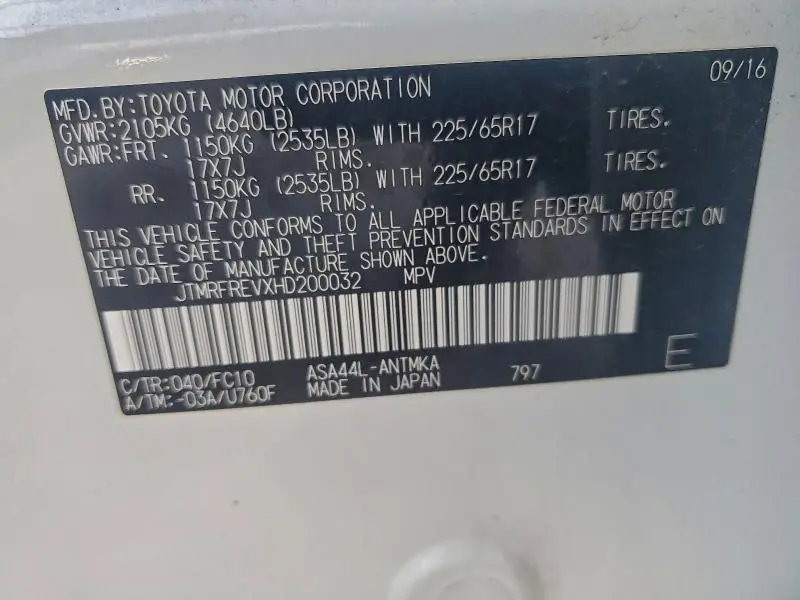 09/16
MFD.BY:TOYOTA MOTOR CORPORATION
GVWR:2105KG (4640LB)
GAWR:FRT. 1150KG (2535LB) WITH 225/65R17 TIRES.
17X7J RIMS.
RR. 1150KG (2535LB) WITH 225/65R17 TIRES.
17X7J RIMS.
THIS VEHICLE CONFORMS TO ALL APPLICABLE FEDERAL MOTOR
VEHICLE SAFETY AND THEFT PREVENTION STANDARDS IN EFFECT ON
THE DATE OF MANUFACTURE SHOWN ABOVE.
JTMRFREVXHD200032 MPV
C/TR:040/FC10 ASA44L-ANTMKA 797 E
A/TM:-03A/U760F MADE IN JAPAN